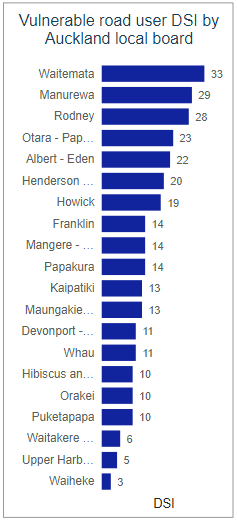 Vulnerable road user DSI by
Auckland local board
Waitemata 33
Manurewa 29
Rodney 28
Otara - Pap... 23
Albert - Eden 22
Henderson ... 20
Howick 19
Franklin 14
Mangere - ... 14
Papakura 14
Kaipatiki 13
Maungakie... 13
Devonport -... 11
Whau 11
Hibiscus an... 10
Orakei 10
Puketapapa 10
Waitakere ... 6
Upper Harb... 5
Waiheke 3
DSI